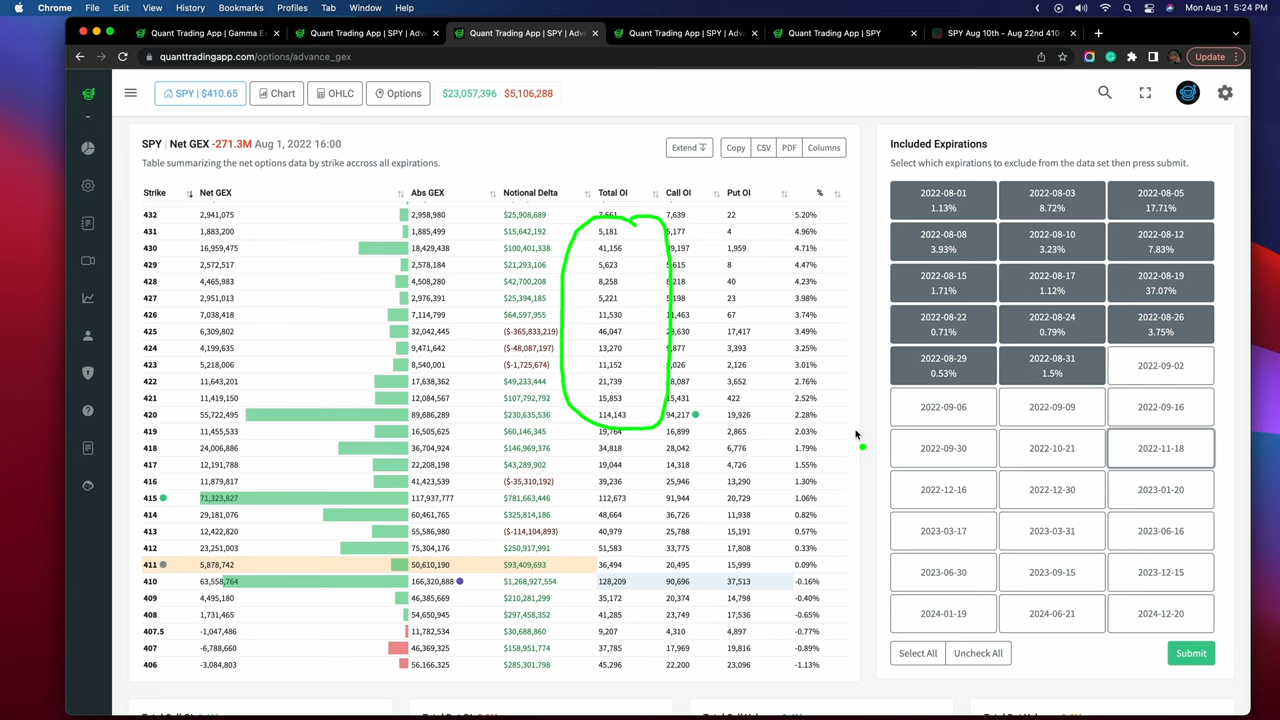 Chrome File Edit View History Bookmarks Profiles Tab Window Help Mon Aug 1 5:24 PM
Quant Trading App | Gamma E Quant Trading App | SPY | Adva Quant Trading App | SPY | Adva Quant Trading App | SPY | Adva Quant Trading App | SPY SPY Aug 10th - Aug 22nd 410 C
quanttradingapp.com/options/advance_gex Update
SPY | $410.65 Chart OHLC Options $23,057,396 $5,106,288
SPY | Net GEX -271.3M Aug 1, 2022 16:00 Extend Copy CSV PDF Columns
Table summarizing the net options data by strike accross all expirations.
Strike Net GEX Abs GEX Notional Delta Total OI Call OI Put OI %
432 2,941,075 2,958,980 $25,908,689 7,661 7,639 22 5.20%
431 1,883,200 1,885,499 $15,642,192 5,181 5,177 4 4.96%
430 16,959,475 18,429,438 $100,401,338 41,156 39,197 1,959 4.71%
429 2,572,517 2,578,184 $21,293,106 5,623 5,615 8 4.47%
428 4,465,983 4,508,280 $42,700,208 8,258 8,218 40 4.23%
427 2,951,013 2,976,391 $25,394,185 5,221 5,198 23 3.98%
426 7,038,418 7,114,799 $64,597,955 11,530 11,463 67 3.74%
425 6,309,802 32,042,445 ($-365,833,219) 46,047 28,630 17,417 3.49%
424 4,199,635 9,471,642 ($-48,087,197) 13,270 9,877 3,393 3.25%
423 5,218,006 8,540,001 ($-1,725,674) 11,152 9,026 2,126 3.01%
422 11,643,201 17,638,362 $49,233,444 21,739 18,087 3,652 2.76%
421 11,419,150 12,084,567 $107,792,792 15,853 15,431 422 2.52%
420 55,722,495 89,686,289 $230,635,536 114,143 94,217 19,926 2.28%
419 11,455,533 16,505,625 $60,146,345 19,764 16,899 2,865 2.03%
418 24,006,886 36,704,924 $146,969,376 34,818 28,042 6,776 1.79%
417 12,191,788 22,208,198 $43,289,902 19,044 14,318 4,726 1.55%
416 11,879,817 41,423,539 ($-35,310,192) 39,236 25,946 13,290 1.30%
415 71,323,827 117,937,777 $781,663,446 112,673 91,944 20,729 1.06%
414 29,181,076 60,461,765 $325,814,186 48,664 36,726 11,938 0.82%
413 12,422,820 55,586,980 ($-114,104,893) 40,979 25,788 15,191 0.57%
412 23,251,003 75,304,176 $250,917,991 51,583 33,775 17,808 0.33%
411 5,878,742 50,610,190 $93,409,693 36,494 20,495 15,999 0.09%
410 63,558,764 166,320,888 $1,268,927,554 128,209 90,696 37,513 -0.16%
409 4,495,180 46,385,669 $210,281,299 35,172 20,374 14,798 -0.40%
408 1,731,465 54,650,945 $297,458,352 41,285 23,749 17,536 -0.65%
407.5 -1,047,486 11,782,534 $30,688,860 9,207 4,310 4,897 -0.77%
407 -6,788,660 46,369,325 $158,951,774 37,785 17,969 19,816 -0.89%
406 -3,084,803 56,166,325 $285,301,798 45,296 22,200 23,096 -1.13%
Included Expirations
Select which expirations to exclude from the data set then press submit.
2022-08-01 2022-08-03 2022-08-05
1.13% 8.72% 17.71%
2022-08-08 2022-08-10 2022-08-12
3.93% 3.23% 7.83%
2022-08-15 2022-08-17 2022-08-19
1.71% 1.12% 37.07%
2022-08-22 2022-08-24 2022-08-26
0.71% 0.79% 3.75%
2022-08-29 2022-08-31 2022-09-02
0.53% 1.5%
2022-09-06 2022-09-09 2022-09-16
2022-09-30 2022-10-21 2022-11-18
2022-12-16 2022-12-30 2023-01-20
2023-03-17 2023-03-31 2023-06-16
2023-06-30 2023-09-15 2023-12-15
2024-01-19 2024-06-21 2024-12-20
Select All Uncheck All Submit